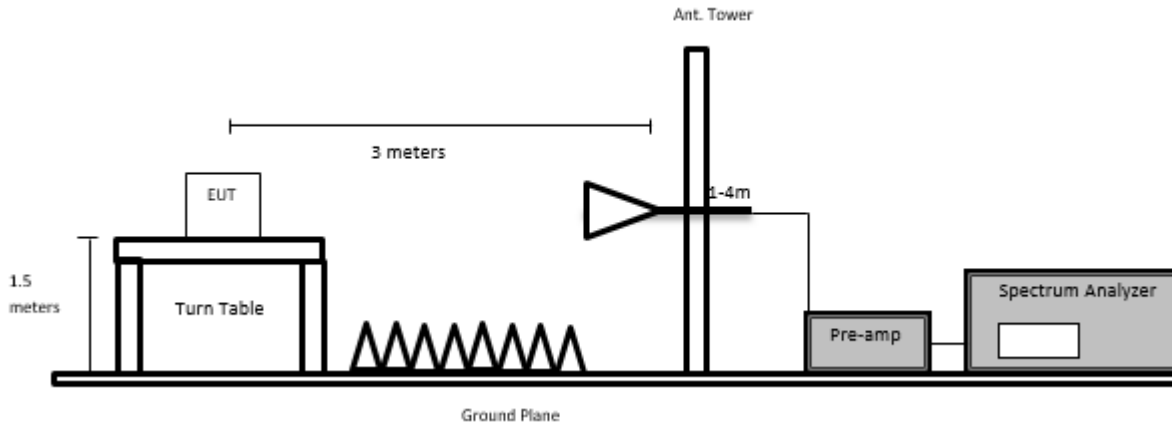 Ant. Tower
3 meters
EUT
1-4m
1.5
meters
Turn Table
Spectrum Analyzer
Pre-amp
Ground Plane